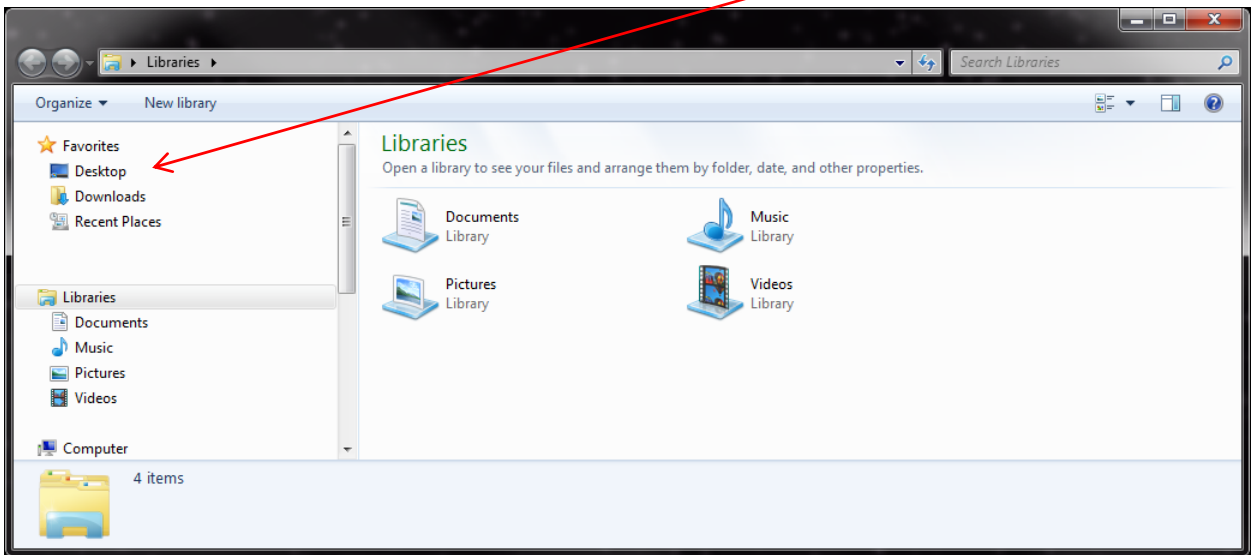 Libraries
Search Libraries
Organize
New library
Favorites
Desktop
Downloads
Recent Places
Libraries
Documents
Music
Pictures
Videos
Computer
Libraries
Open a library to see your files and arrange them by folder, date, and other properties.
Documents
Library
Music
Library
Pictures
Library
Videos
Library
4 items